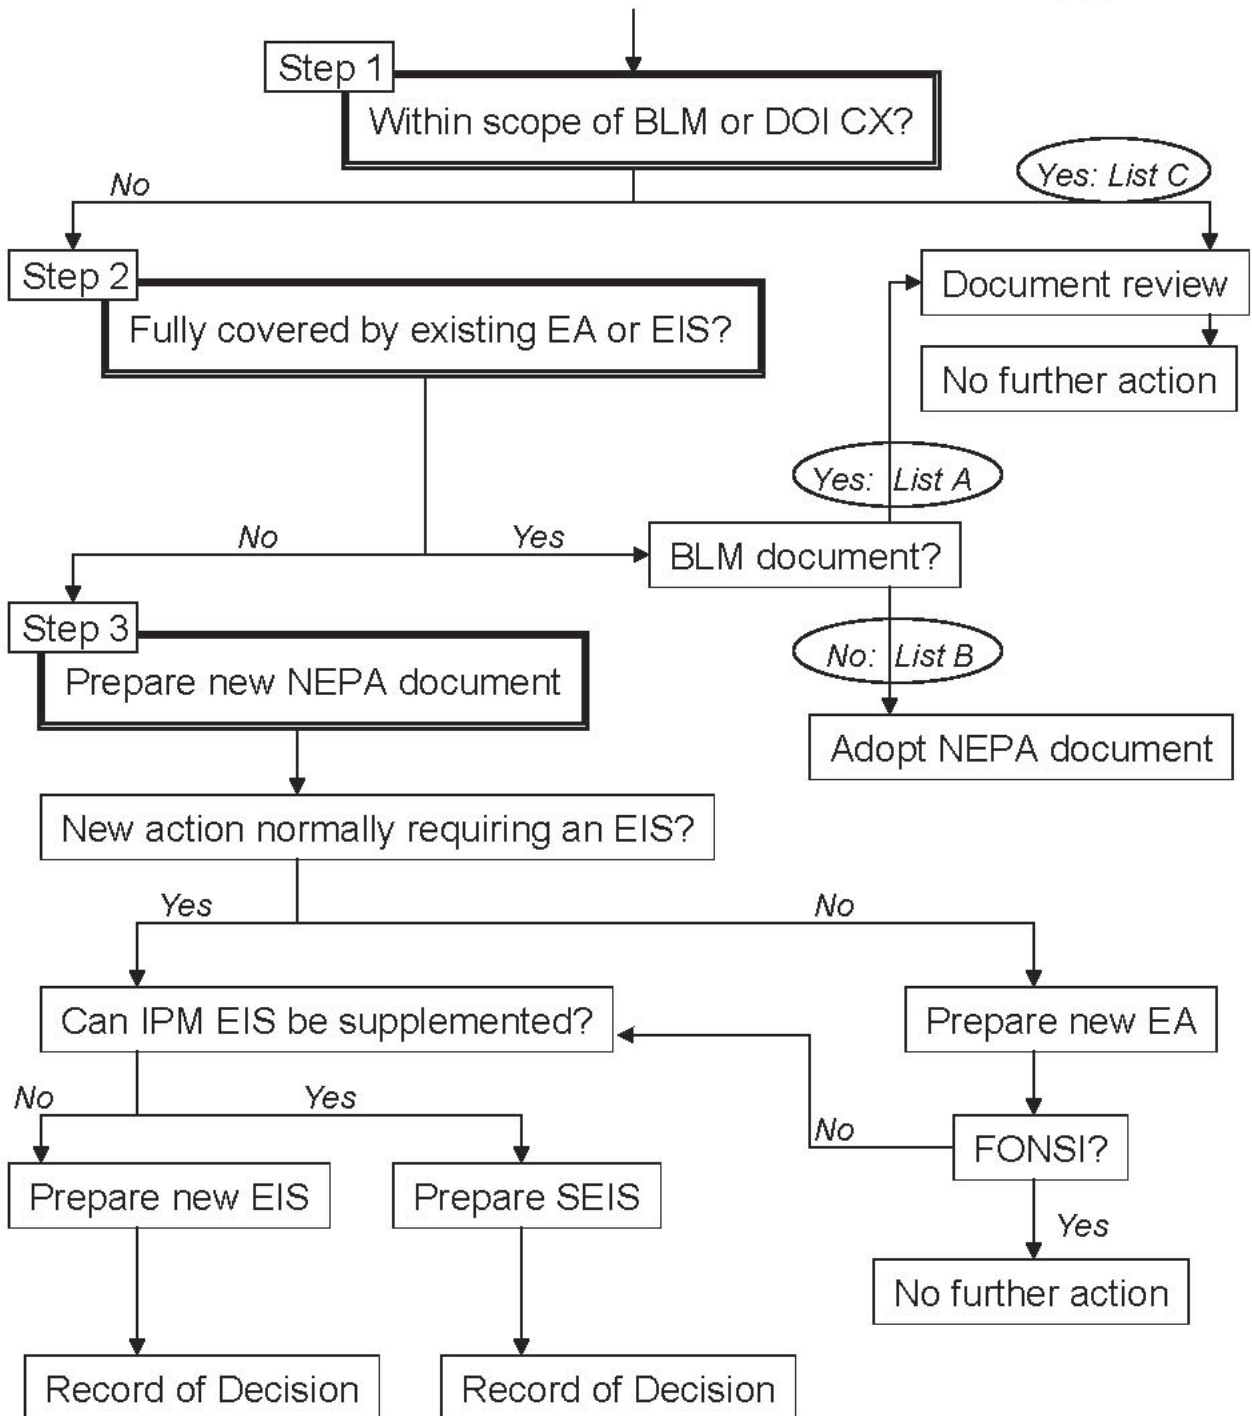 Step 1
Within scope of BLM or DOI CX?
No
Yes: List C
Step 2
Fully covered by existing EA or EIS?
Document review
No further action
Yes: List A
No
Yes
BLM document?
Step 3
Prepare new NEPA document
No: List B
Adopt NEPA document
New action normally requiring an EIS?
Yes
No
Can IPM EIS be supplemented?
Prepare new EA
No
Yes
No
FONSI?
Prepare new EIS
Prepare SEIS
Yes
No further action
Record of Decision
Record of Decision